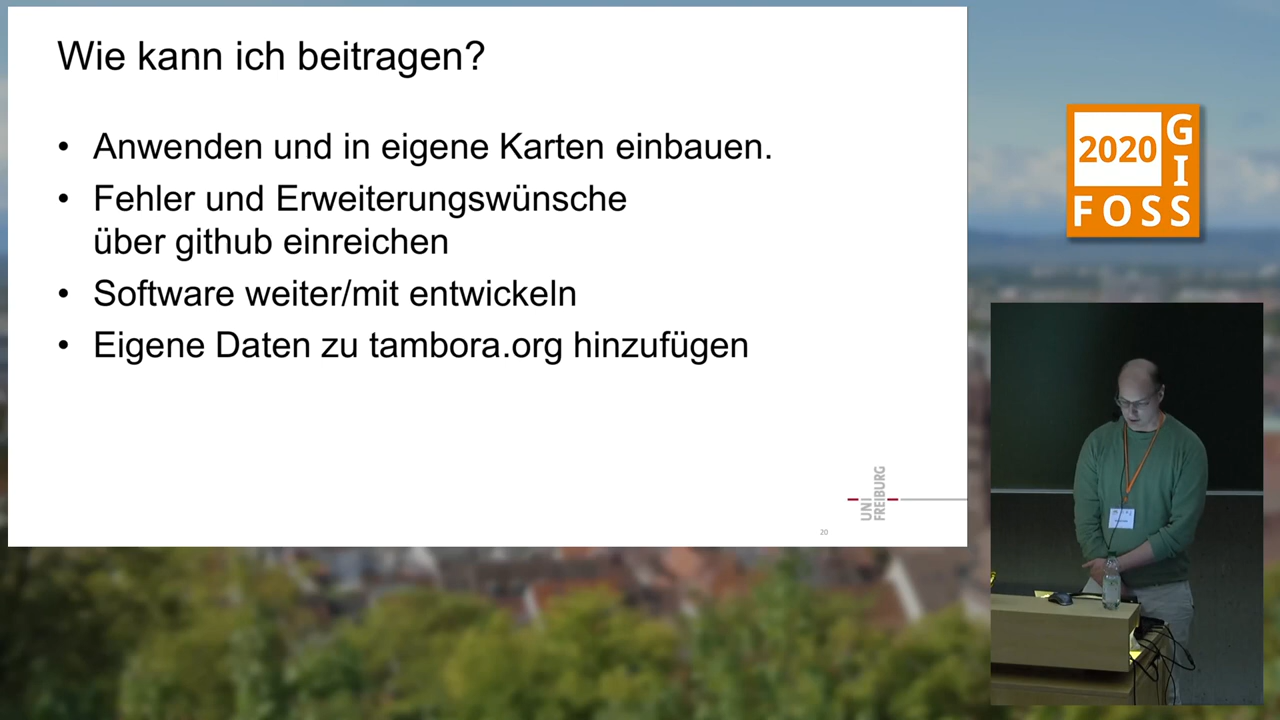 Wie kann ich beitragen?
• Anwenden und in eigene Karten einbauen.
• Fehler und Erweiterungswünsche
über github einreichen
• Software weiter/mit entwickeln
• Eigene Daten zu tambora.org hinzufügen
UNI
FREIBURG
20
2020
GIS
FOSS